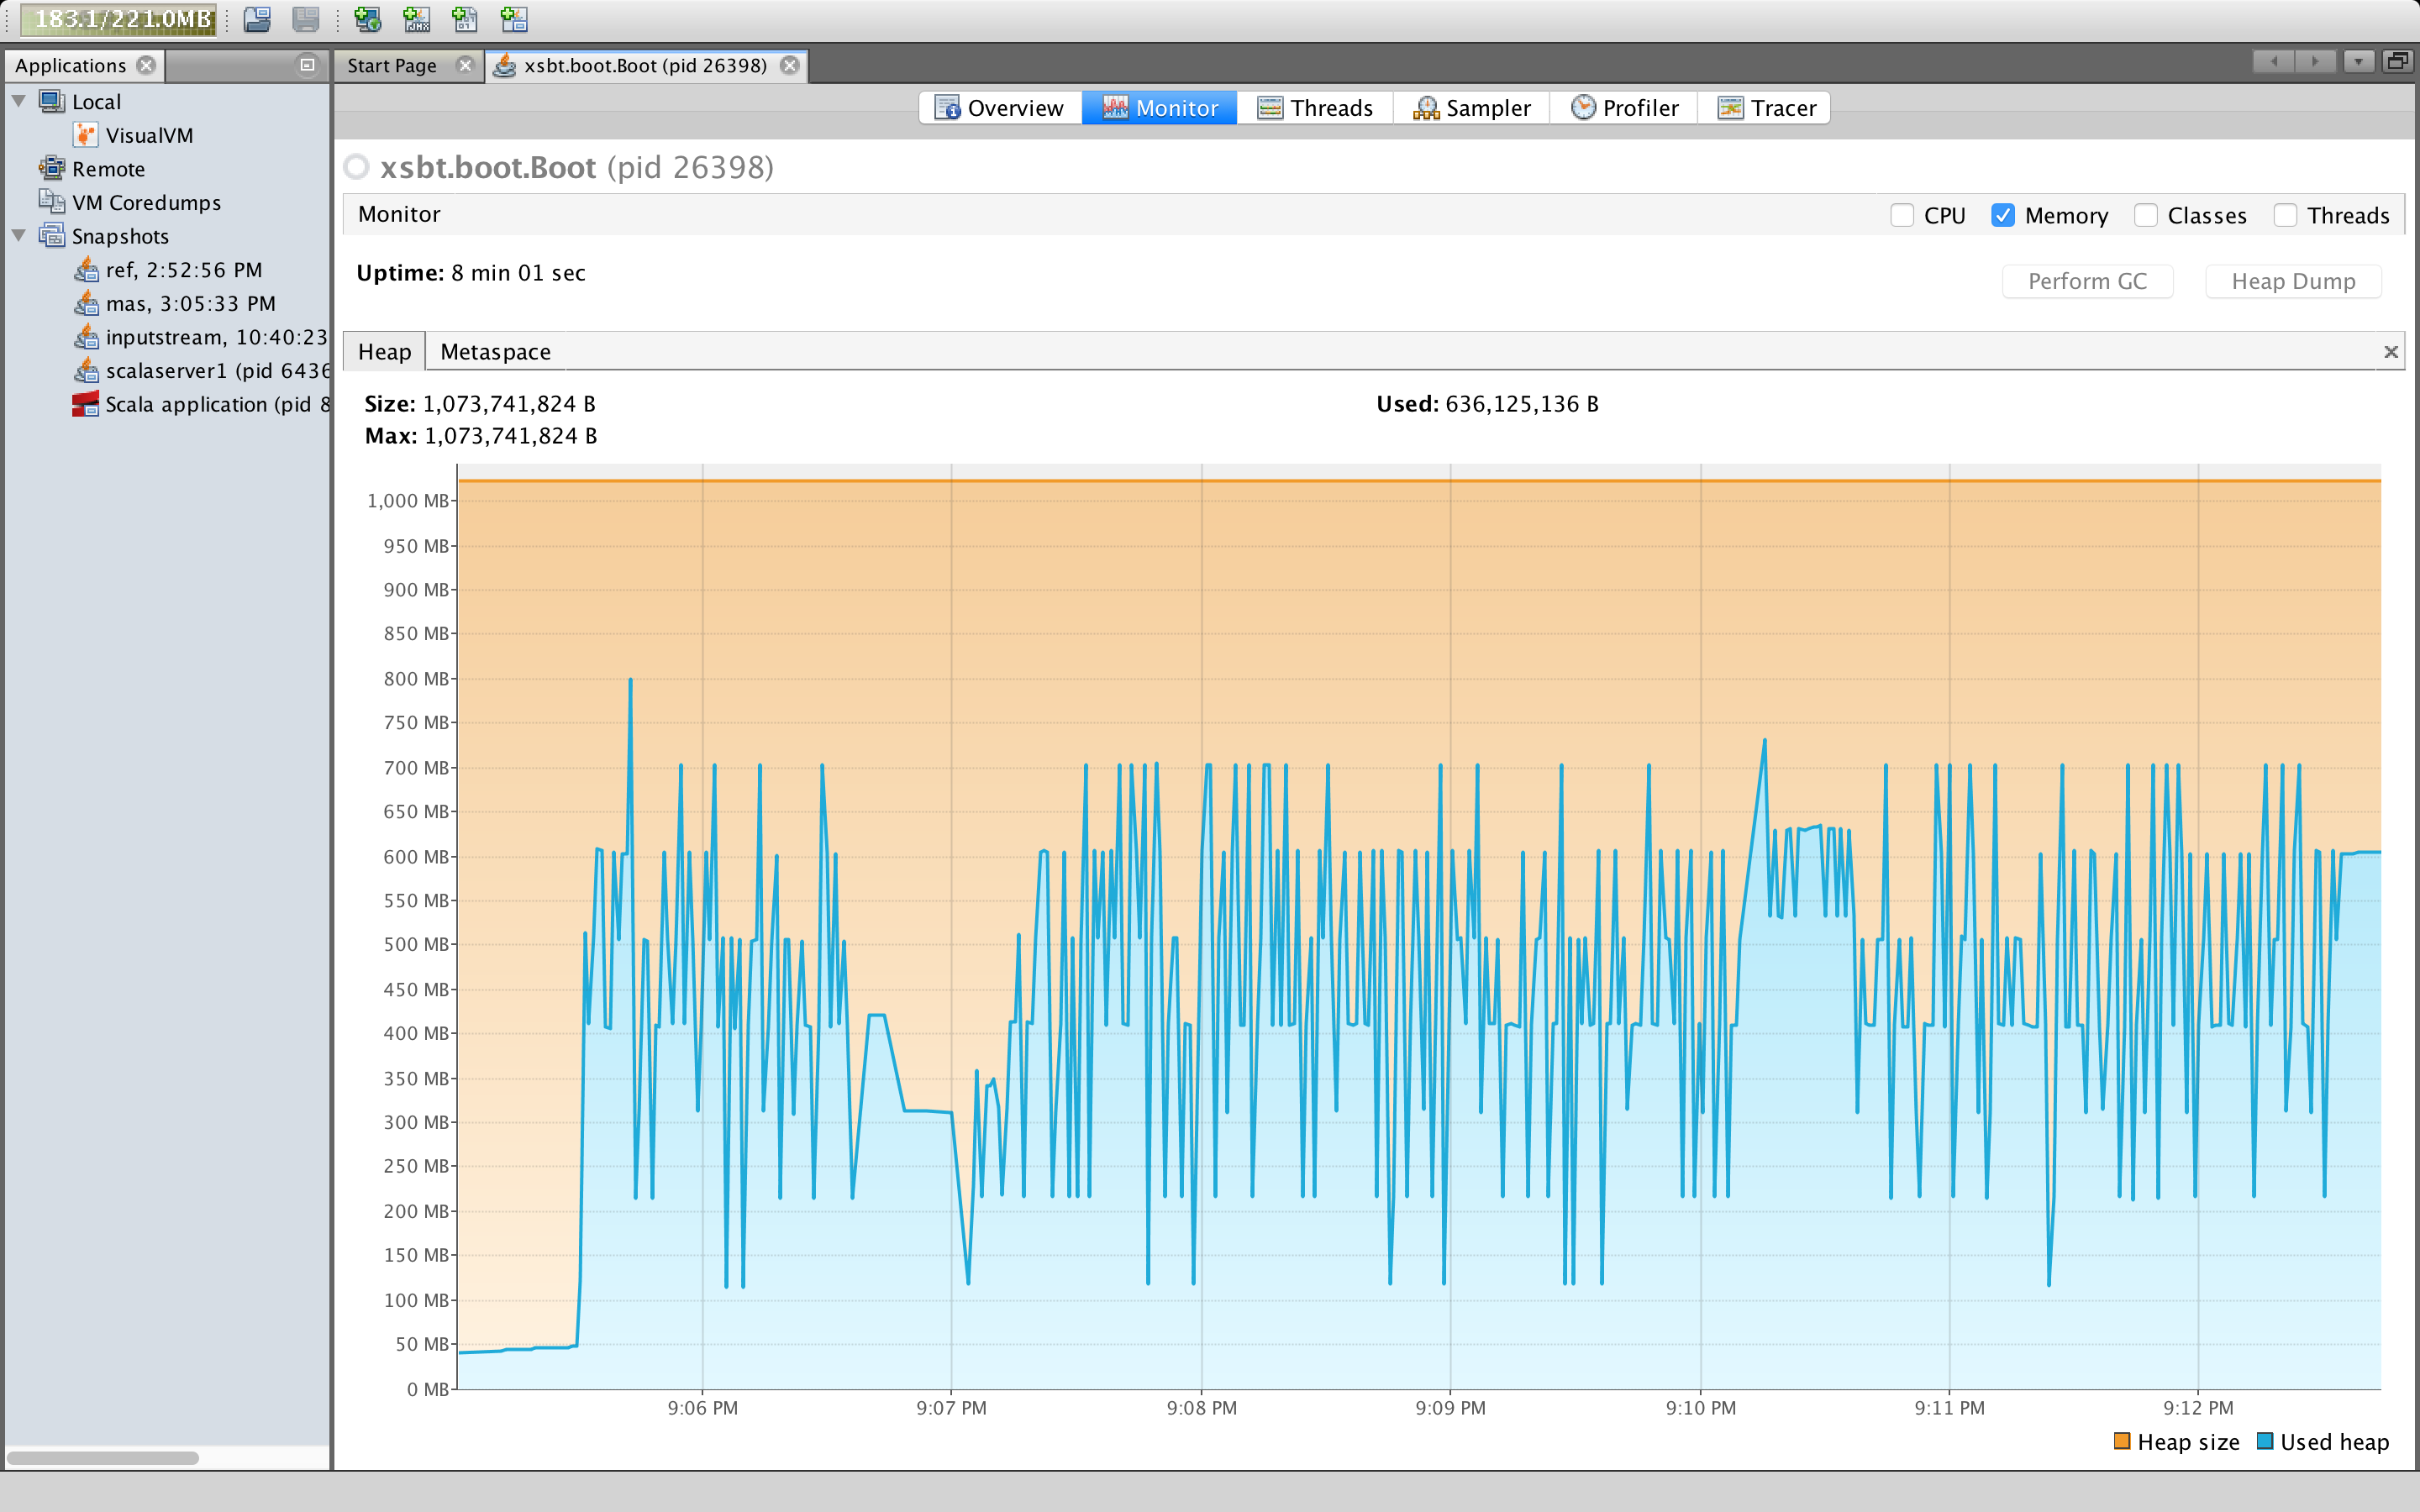 183.1/221.0MB
Applications
Start Page
xsbt.boot.Boot (pid 26398)
Local
VisualVM
Remote
VM Coredumps
Snapshots
ref, 2:52:56 PM
mas, 3:05:33 PM
inputstream, 10:40:23
scalaserver1 (pid 6436
Scala application (pid 8
Overview
Monitor
Threads
Sampler
Profiler
Tracer
xsbt.boot.Boot (pid 26398)
Monitor
CPU
Memory
Classes
Threads
Uptime: 8 min 01 sec
Perform GC
Heap Dump
Heap
Metaspace
Size: 1,073,741,824 B
Used: 636,125,136 B
Max: 1,073,741,824 B
1,000 MB
950 MB
900 MB
850 MB
800 MB
750 MB
700 MB
650 MB
600 MB
550 MB
500 MB
450 MB
400 MB
350 MB
300 MB
250 MB
200 MB
150 MB
100 MB
50 MB
0 MB
9:06 PM
9:07 PM
9:08 PM
9:09 PM
9:10 PM
9:11 PM
9:12 PM
Heap size
Used heap